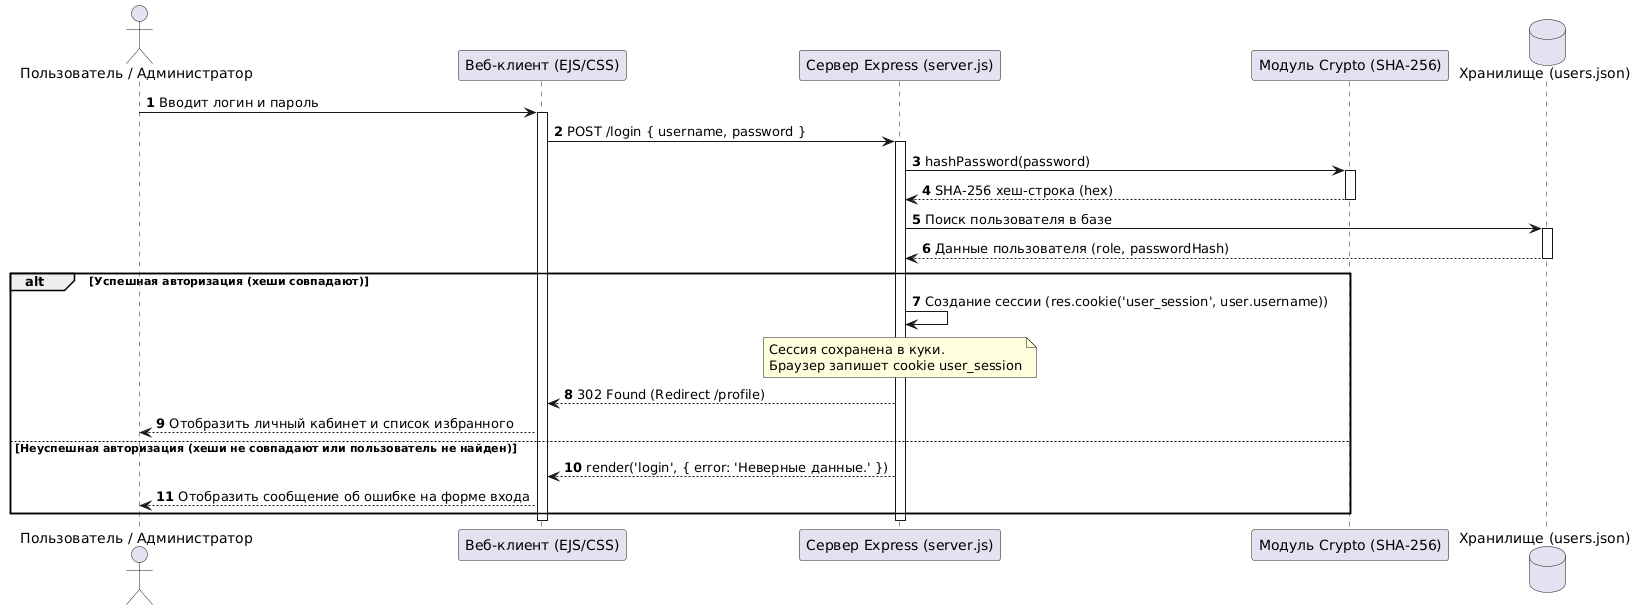 Пользователь / Администратор
Веб-клиент (EJS/CSS)
Сервер Express (server.js)
Модуль Crypto (SHA-256)
Хранилище (users.json)
1 Вводит логин и пароль
2 POST /login { username, password }
3 hashPassword(password)
4 SHA-256 хеш-строка (hex)
5 Поиск пользователя в базе
6 Данные пользователя (role, passwordHash)
alt [Успешная авторизация (хеши совпадают)]
7 Создание сессии (res.cookie('user_session', user.username))
Сессия сохранена в куки.
Браузер запишет cookie user_session
8 302 Found (Redirect /profile)
9 Отобразить личный кабинет и список избранного
[Неуспешная авторизация (хеши не совпадают или пользователь не найден)]
10 render('login', { error: 'Неверные данные.' })
11 Отобразить сообщение об ошибке на форме входа
Пользователь / Администратор
Веб-клиент (EJS/CSS)
Сервер Express (server.js)
Модуль Crypto (SHA-256)
Хранилище (users.json)